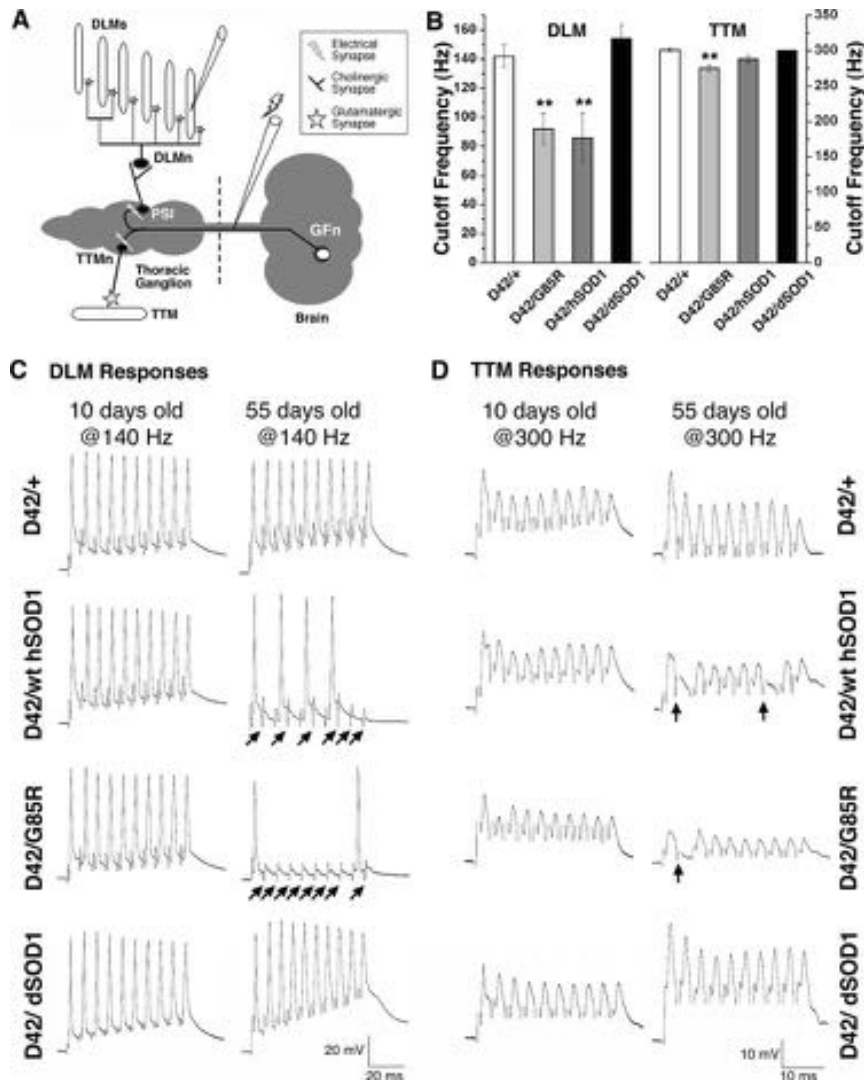 A
DLMs
Electrical
Synapse
Cholinergic
Synapse
Glutamatergic
Synapse
DLMn
PSI
GFn
TTMn
Thoracic
Ganglion
TTM
Brain
B
DLM
TTM
Cutoff Frequency (Hz)
160
140
120
100
80
60
40
20
0
**
**
**
350
300
250
200
150
100
50
0
Cutoff Frequency (Hz)
D42/+
D42/G85R
D42/hSOD1
D42/dSOD1
D42/+
D42/G85R
D42/hSOD1
D42/dSOD1
C DLM Responses
10 days old
@140 Hz
55 days old
@140 Hz
D42/+
D42/wt hSOD1
D42/G85R
D42/ dSOD1
20 mV
20 ms
D TTM Responses
10 days old
@300 Hz
55 days old
@300 Hz
D42/+
D42/wt hSOD1
D42/G85R
D42/ dSOD1
10 mV
10 ms